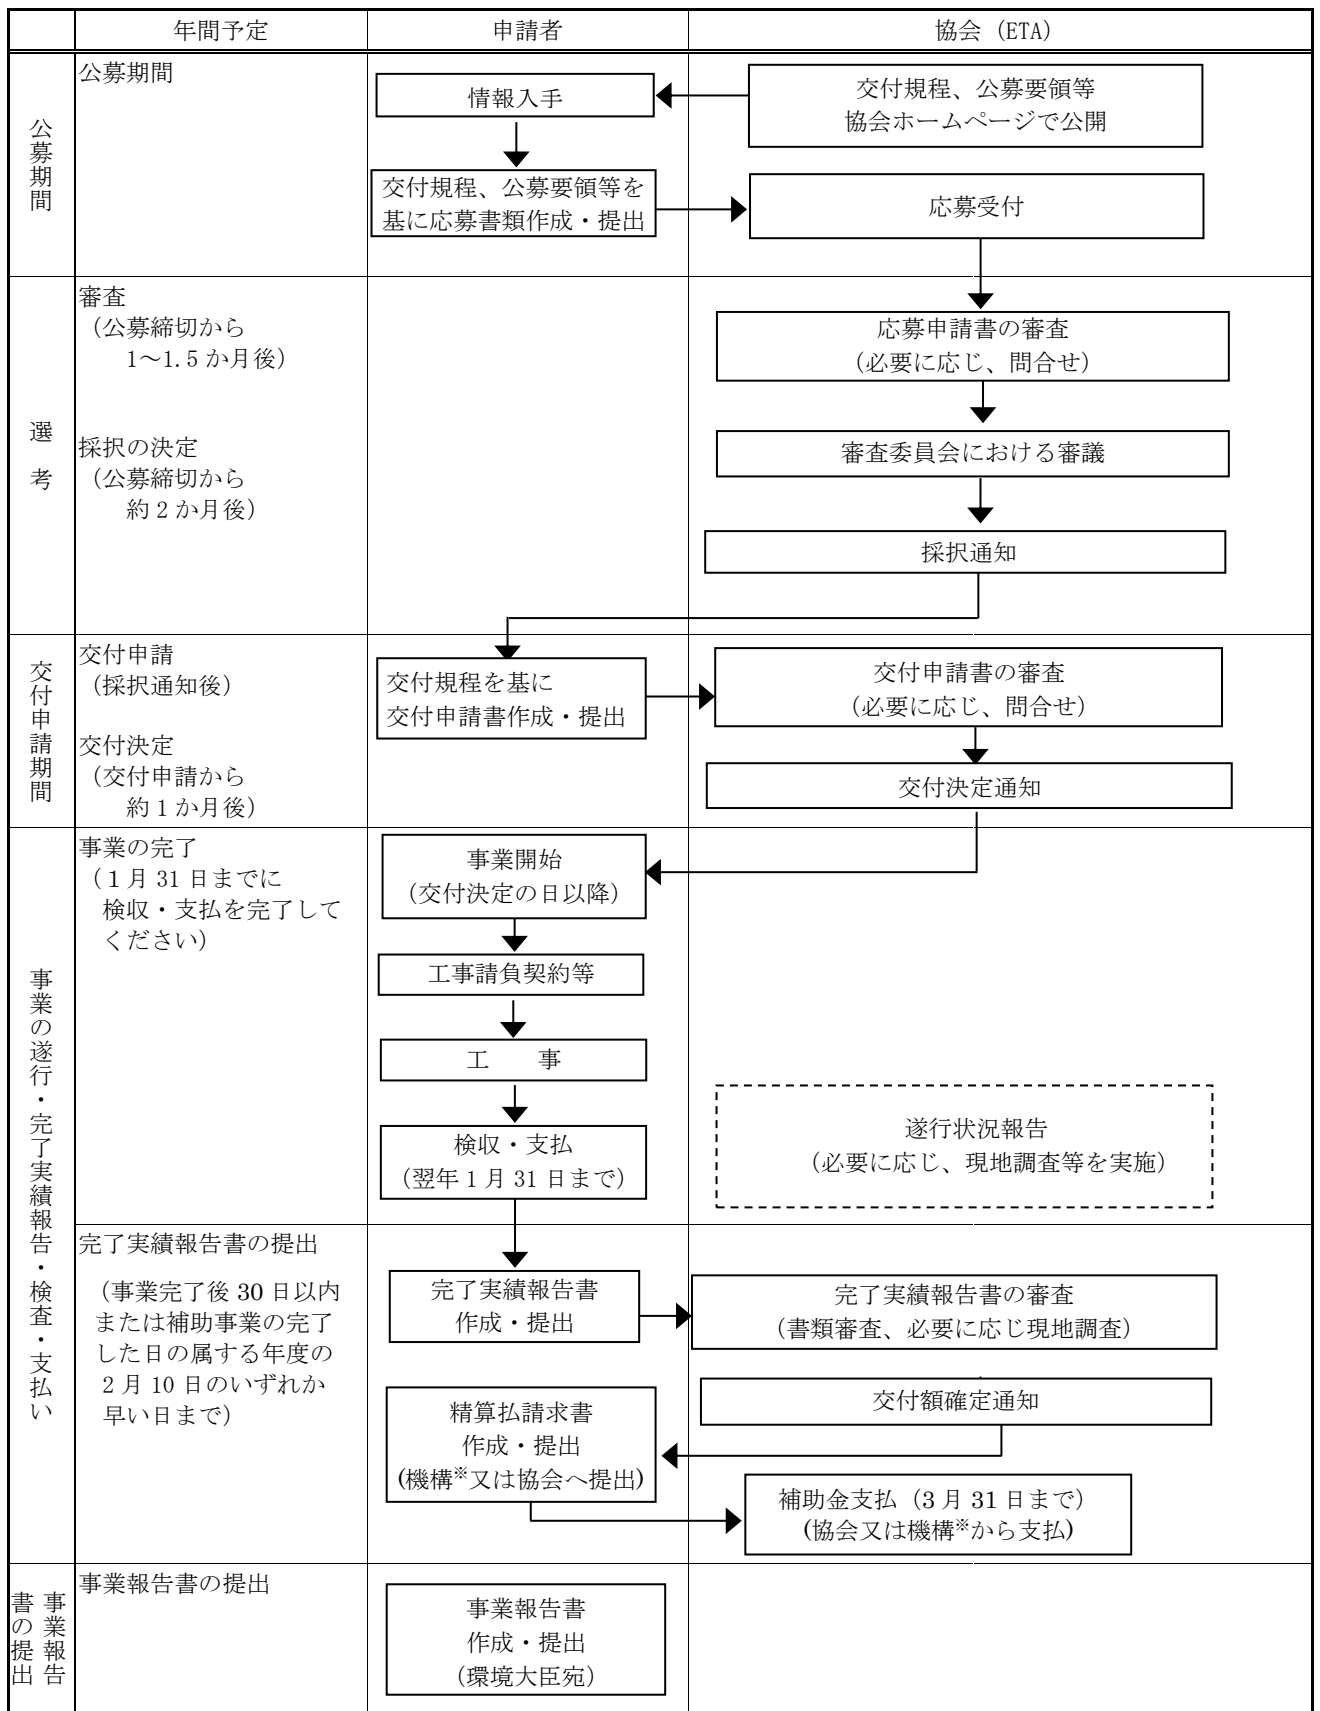 年間予定
申請者
協会（ETA）
公募期間
公募期間
情報入手
交付規程、公募要領等
協会ホームページで公開
交付規程、公募要領等を
基に応募書類作成・提出
応募受付
選 考
審査
（公募締切から
1～1.5 か月後）
採択の決定
（公募締切から
約 2 か月後）
応募申請書の審査
（必要に応じ、問合せ）
審査委員会における審議
採択通知
交付申請期間
交付申請
（採択通知後）
交付決定
（交付申請から
約 1 か月後）
交付規程を基に
交付申請書作成・提出
交付申請書の審査
（必要に応じ、問合せ）
交付決定通知
事業の遂行・完了実績報告・検査・支払い
事業の完了
（１月 31 日までに
検収・支払を完了して
ください）
事業開始
（交付決定の日以降）
工事請負契約等
工　事
検収・支払
（翌年 1 月 31 日まで）
遂行状況報告
（必要に応じ、現地調査等を実施）
完了実績報告書の提出
（事業完了後 30 日以内
または補助事業の完了
した日の属する年度の
2 月 10 日のいずれか
早い日まで）
完了実績報告書
作成・提出
完了実績報告書の審査
（書類審査、必要に応じ現地調査）
交付額確定通知
精算払請求書
作成・提出
(機構※又は協会へ提出)
補助金支払（3 月 31 日まで）
(協会又は機構※から支払)
事業報告
書の提出
事業報告書の提出
事業報告書
作成・提出
（環境大臣宛）